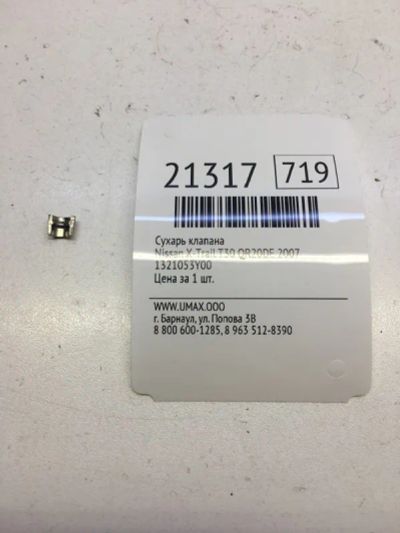 21317 719
Сухарь клапана
Nissan X-Trail T30 QR20DE 2007
1321053Y00
Цена за 1 шт.
WWW.UMAX.OOO
г. Барнаул, ул. Попова 3В
8 800 600-1285, 8 963 512-8390